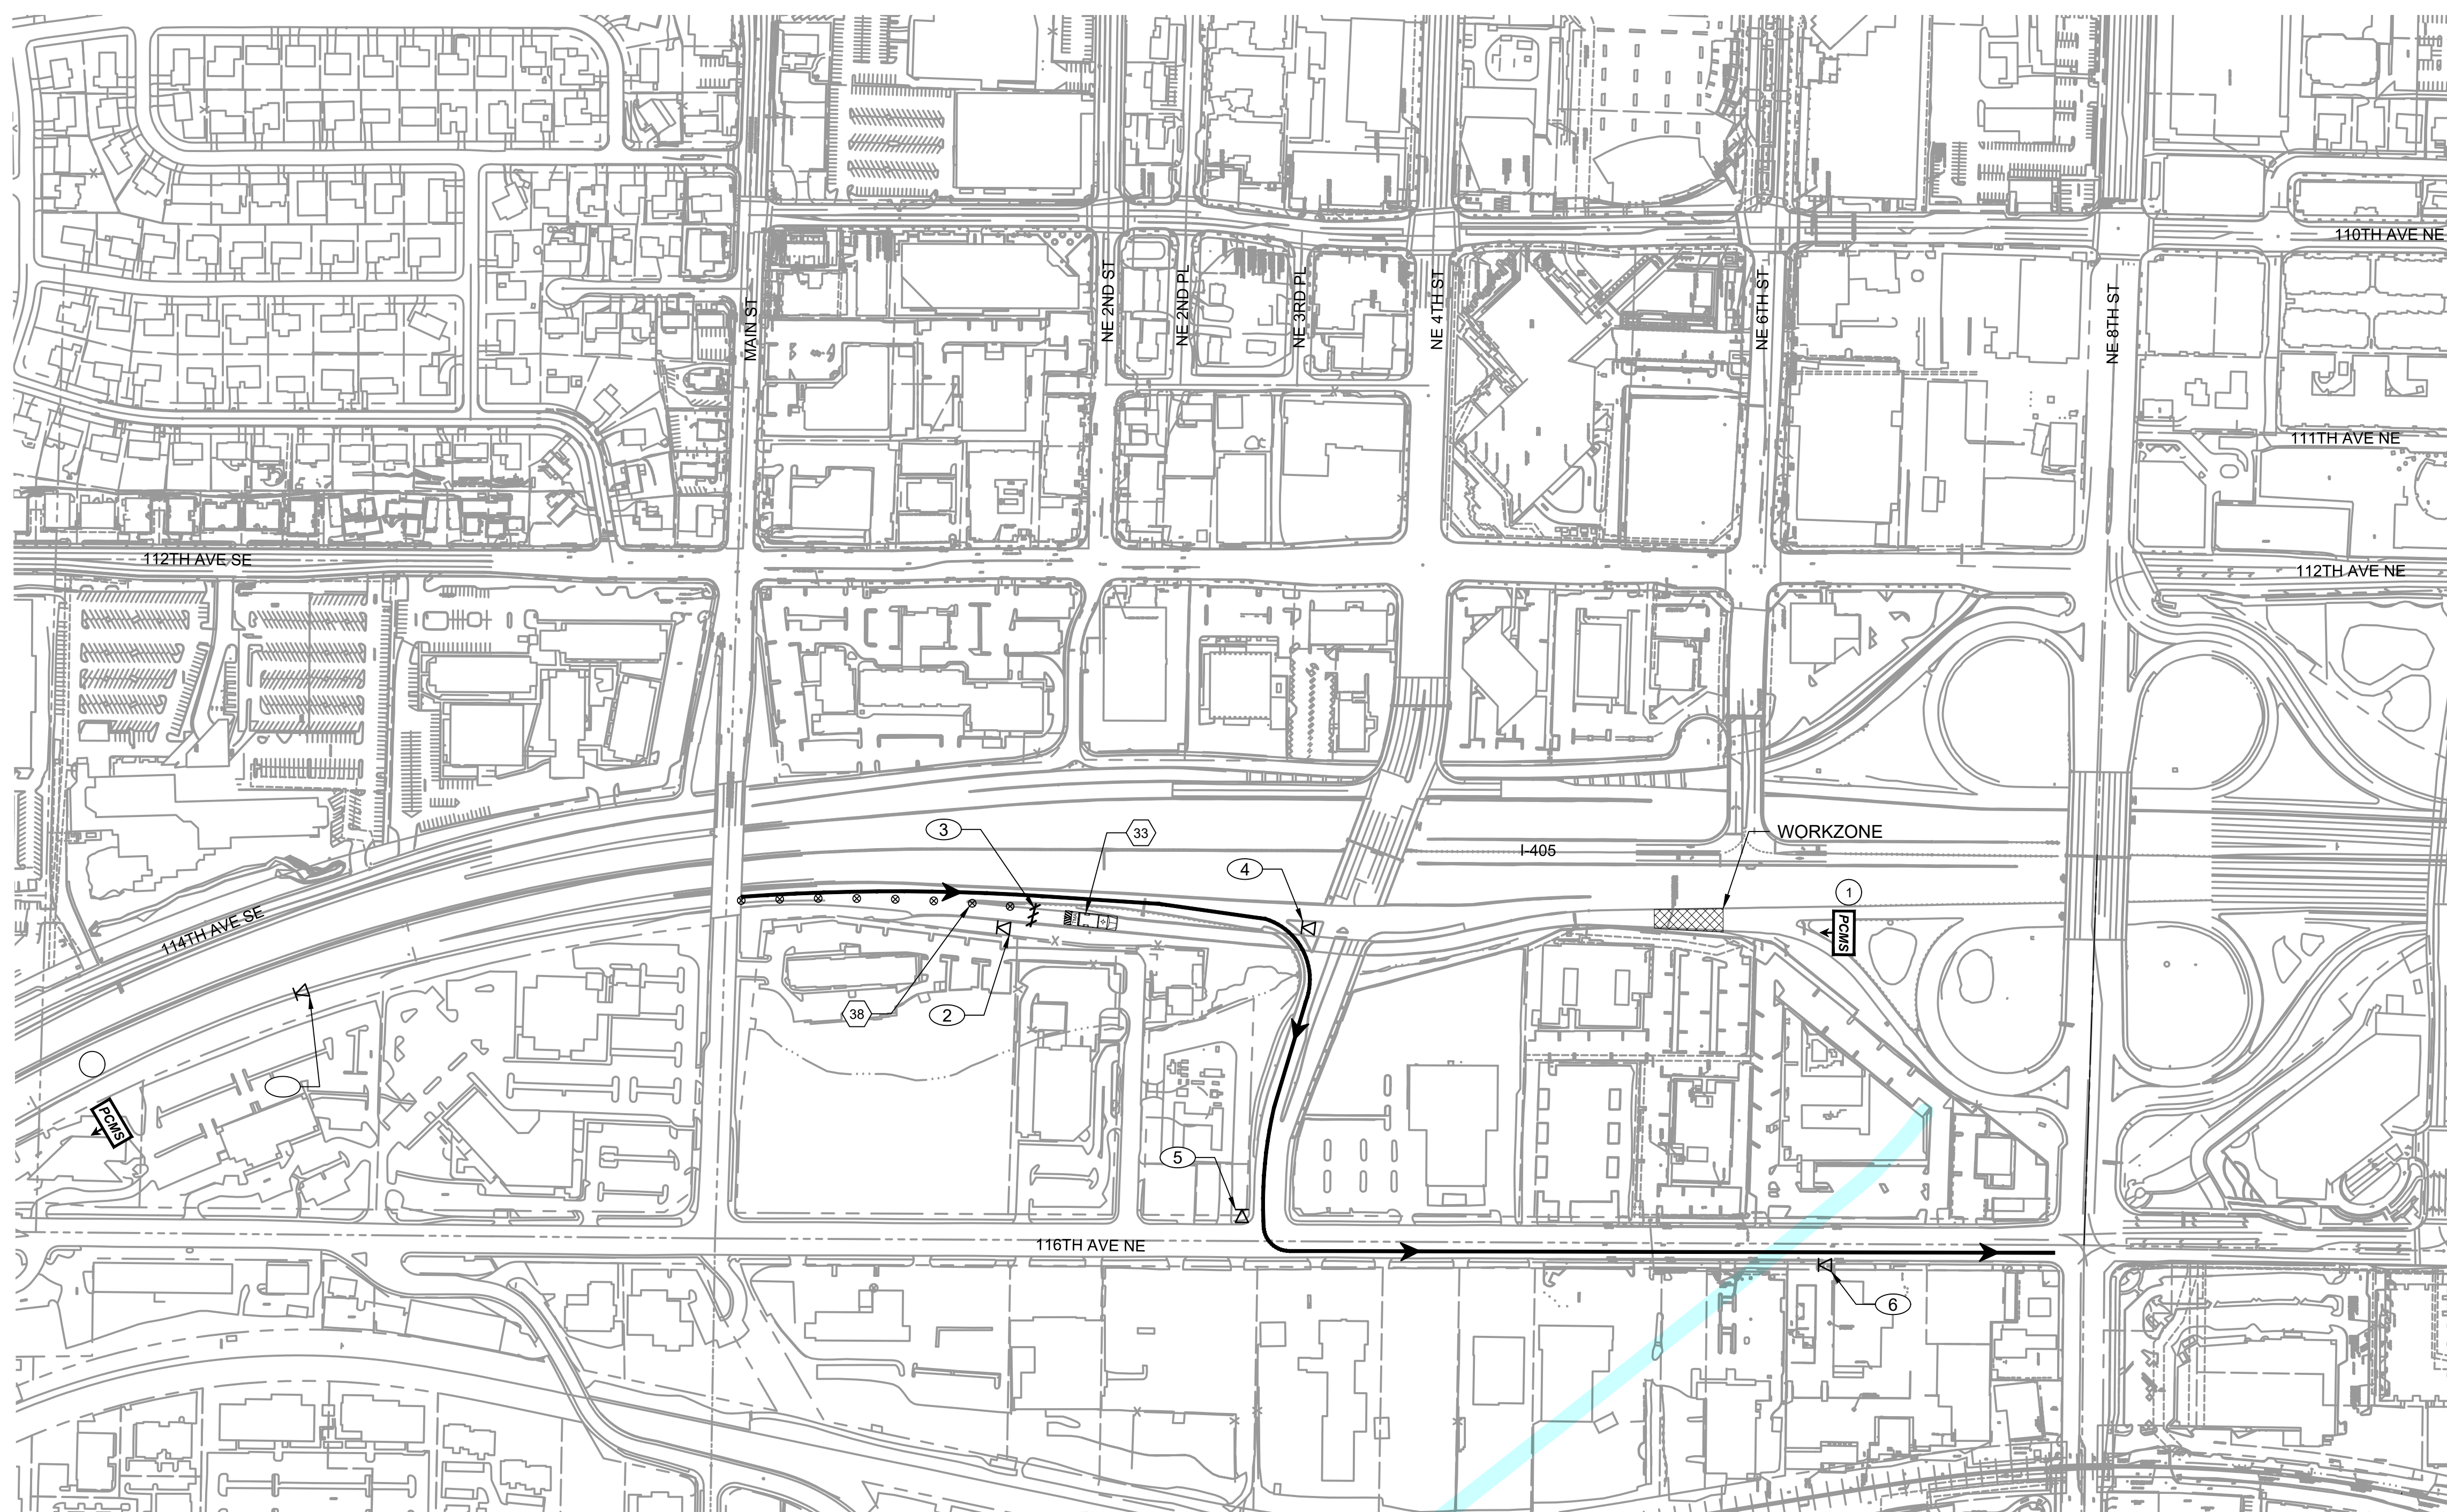 110TH AVE NE
MAIN ST
NE 2ND ST
NE 2ND PL
NE 3RD PL
NE 4TH ST
NE 6TH ST
NE 8TH ST
111TH AVE NE
112TH AVE SE
112TH AVE NE
3
33
WORKZONE
I-405
4
1
PCMS
114TH AVE SE
38
2
PCMS
5
116TH AVE NE
6